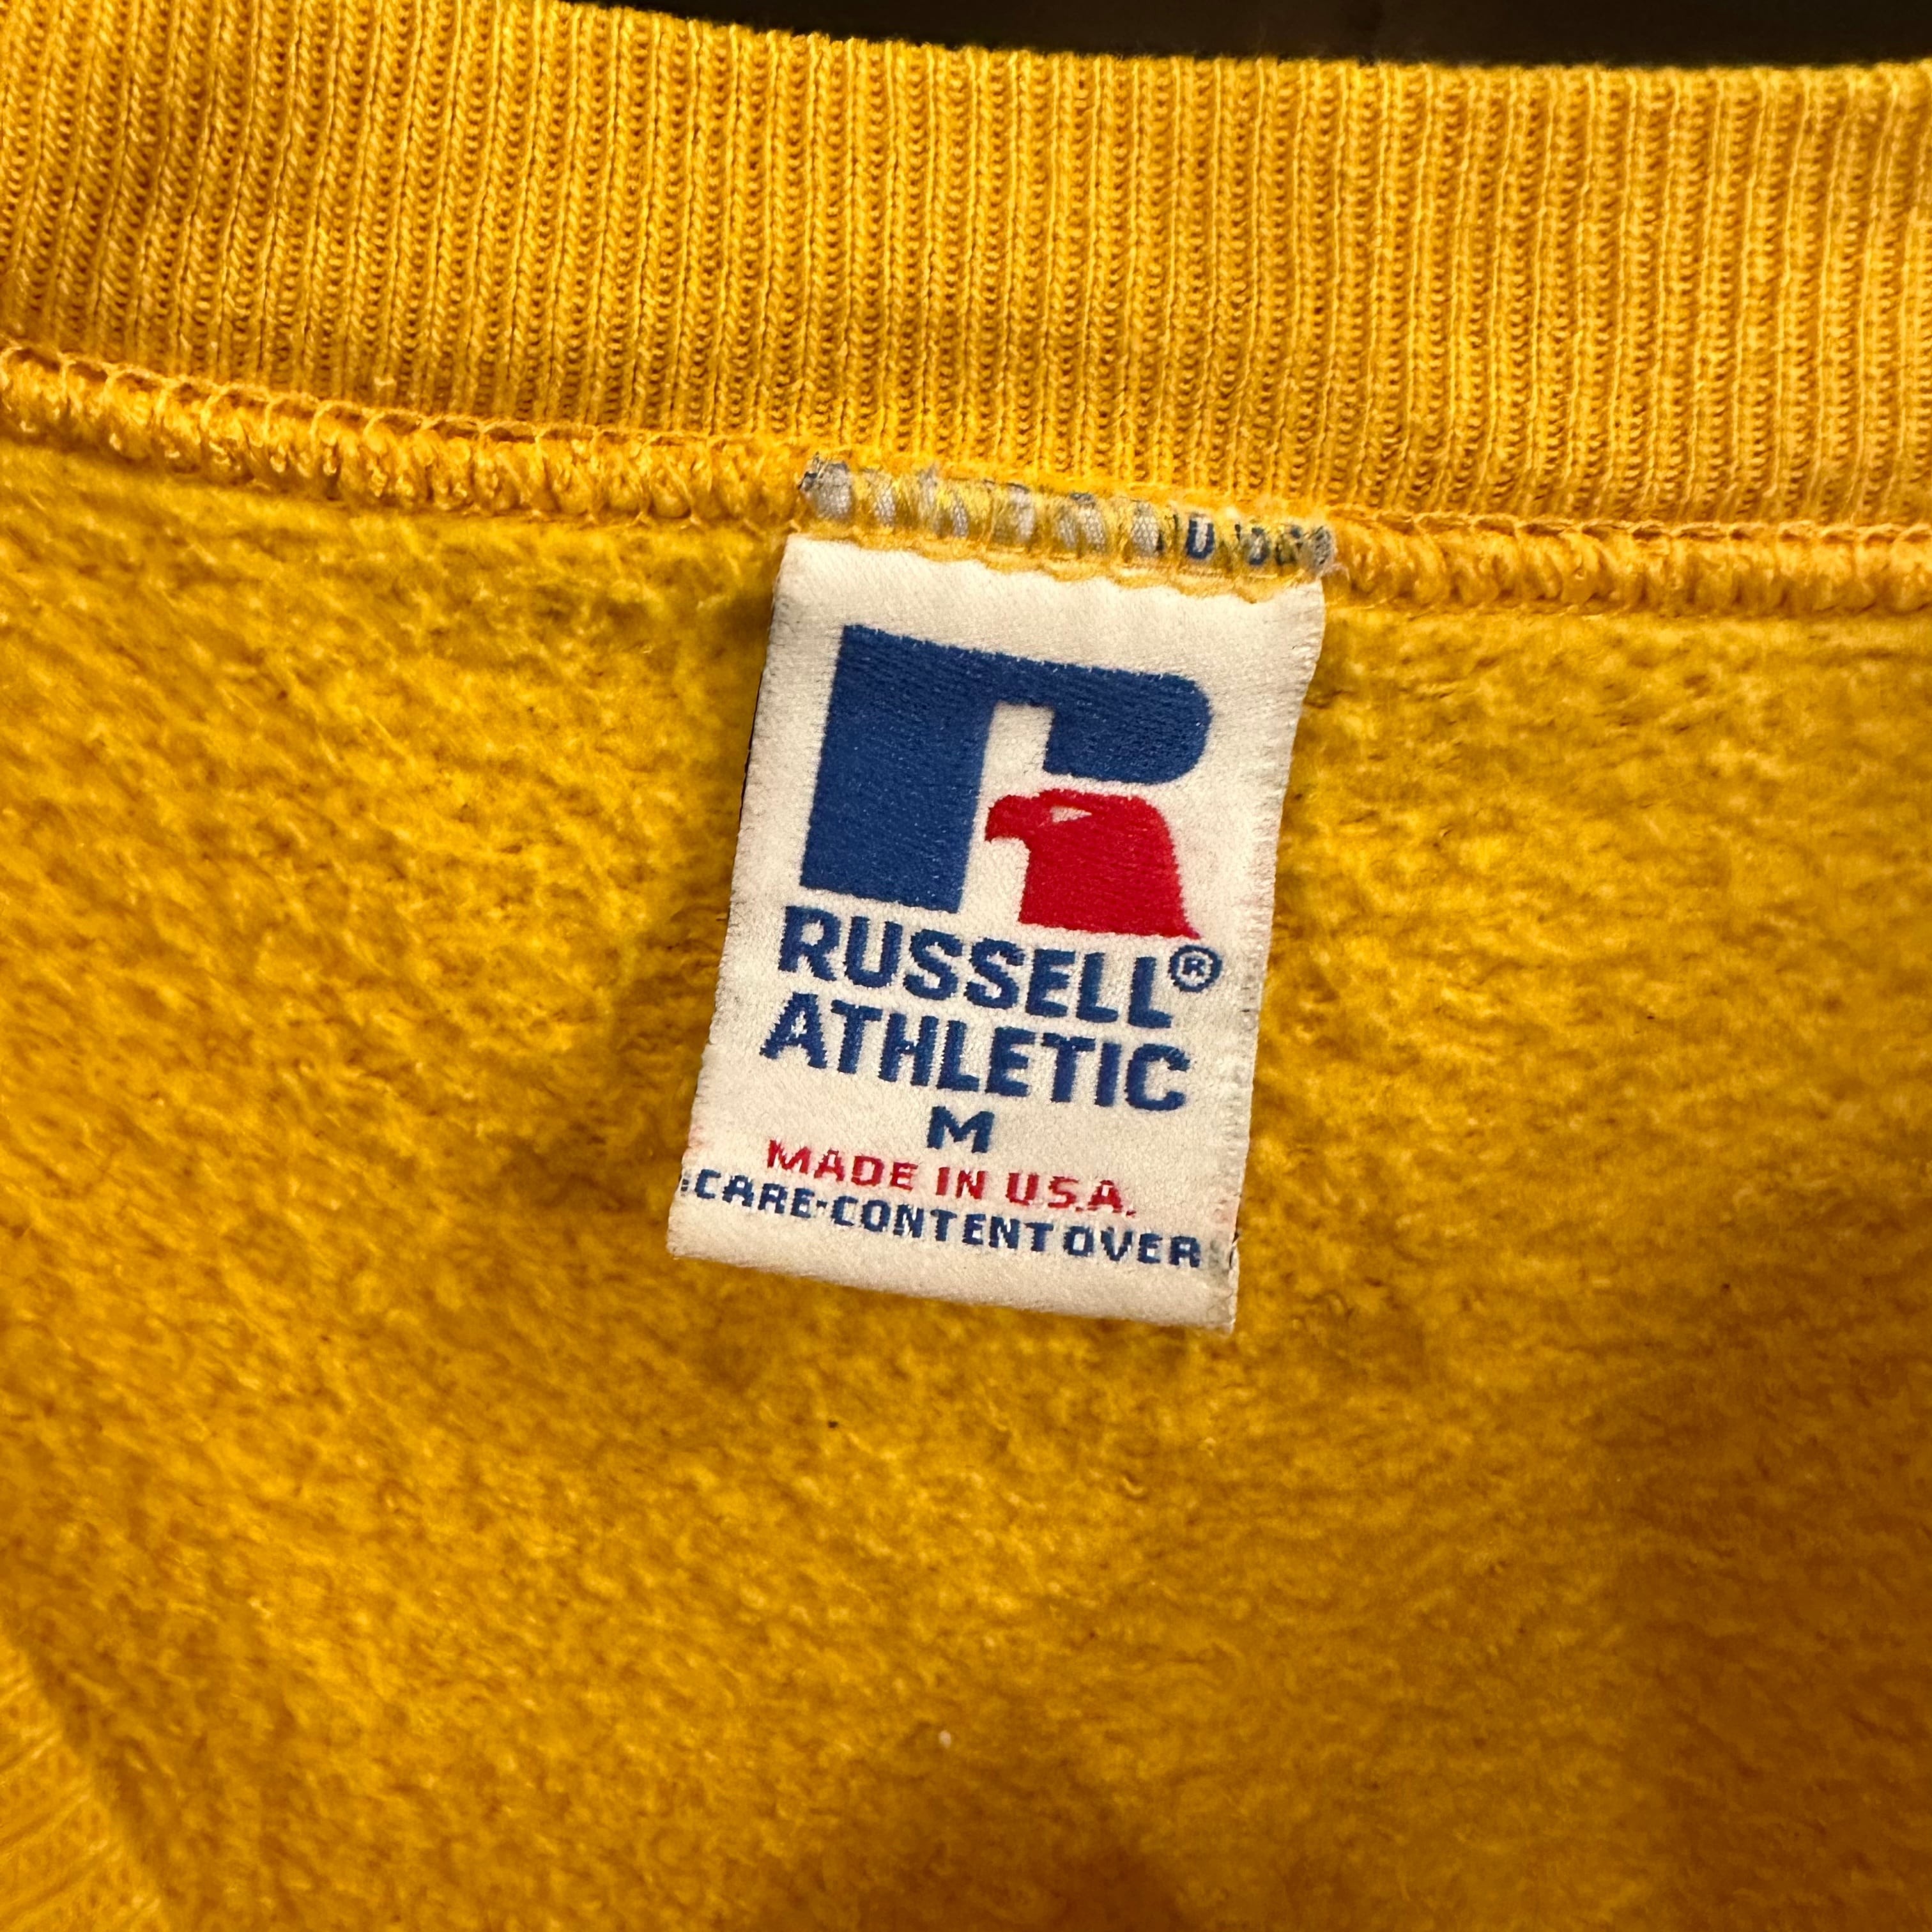 RUSSELL®
ATHLETIC
M
MADE IN U.S.A.
CARE-CONTENT OVER